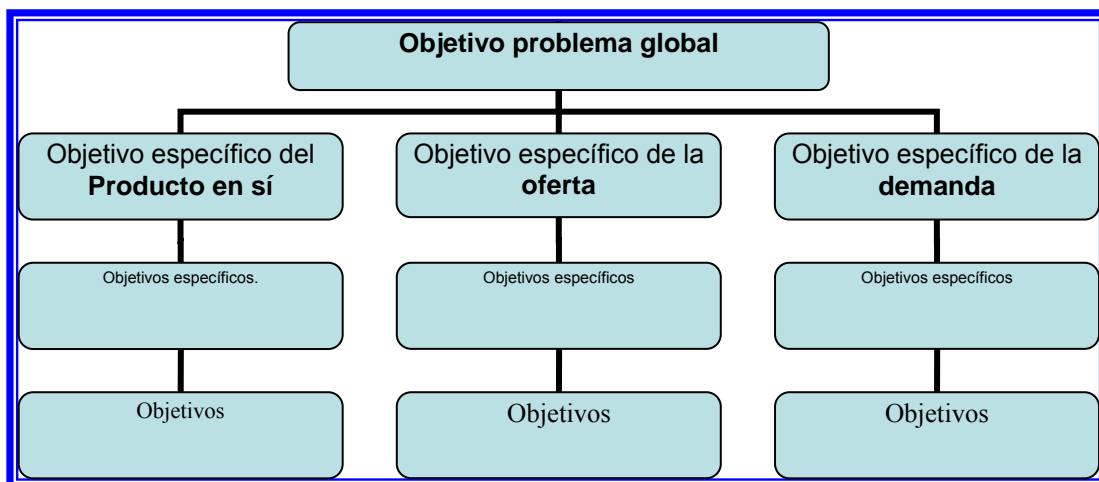 Objetivo problema global
Objetivo específico del
Producto en sí
Objetivo específico de la
oferta
Objetivo específico de la
demanda
Objetivos específicos.
Objetivos específicos
Objetivos específicos
Objetivos
Objetivos
Objetivos